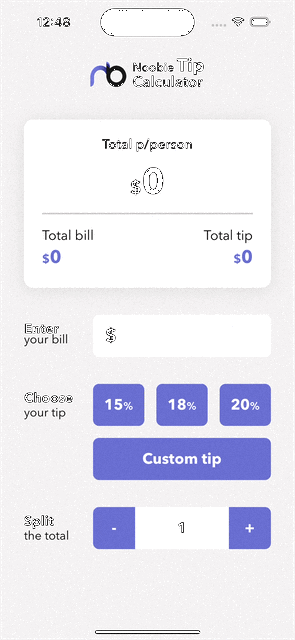 12:48
Nooble Tip
Calculator
Total p/person
$0
Total bill
Total tip
$0
$0
Enter
your bill
$
Choose
your tip
15%
18%
20%
Custom tip
Split
the total
-
1
+